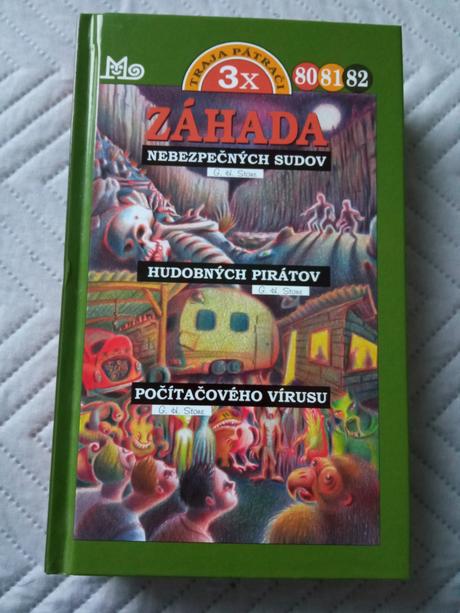 TRAJA PÁTRAČI
3x
80 81 82
ZÁHADA
NEBEZPEČNÝCH SUDOV
G. H. Stone
HUDOBNÝCH PIRÁTOV
G. H. Stone
POČÍTAČOVÉHO VÍRUSU
G. H. Stone